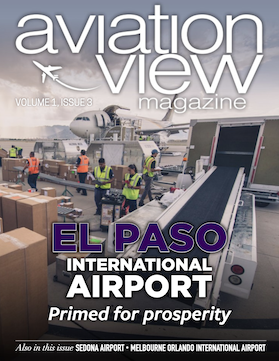 aviation
view
magazine
VOLUME 1, ISSUE 3
EL PASO
INTERNATIONAL
AIRPORT
Primed for prosperity
Also in this issue SEDONA AIRPORT • MELBOURNE ORLANDO INTERNATIONAL AIRPORT